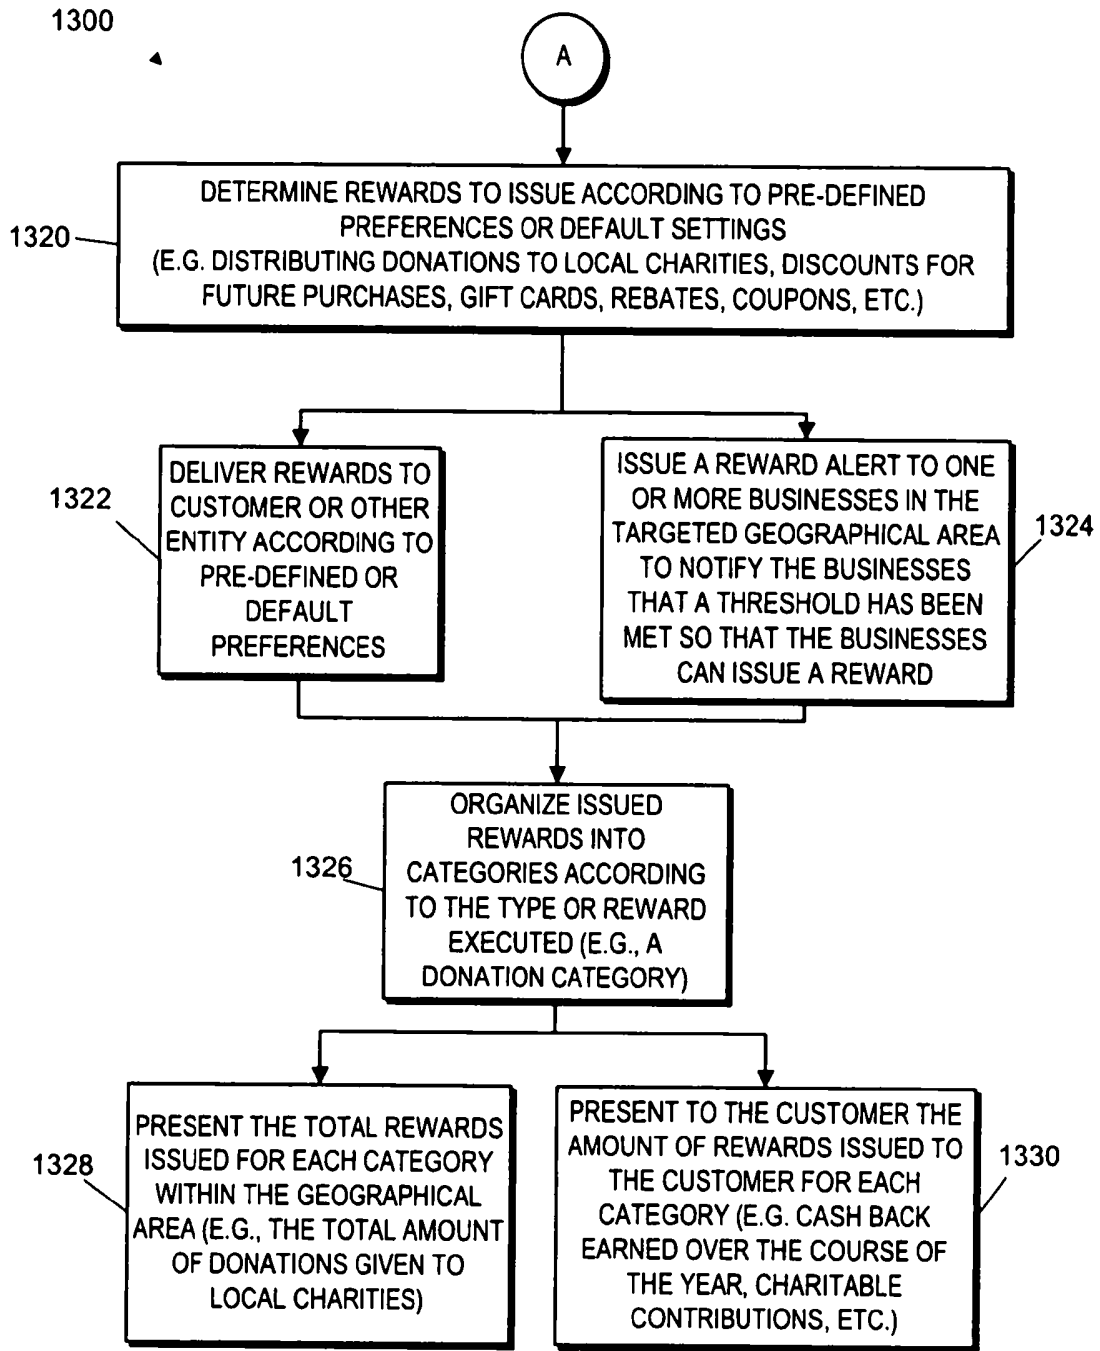 1300
A
DETERMINE REWARDS TO ISSUE ACCORDING TO PRE-DEFINED
PREFERENCES OR DEFAULT SETTINGS
(E.G. DISTRIBUTING DONATIONS TO LOCAL CHARITIES, DISCOUNTS FOR
FUTURE PURCHASES, GIFT CARDS, REBATES, COUPONS, ETC.)
1320
DELIVER REWARDS TO
CUSTOMER OR OTHER
ENTITY ACCORDING TO
PRE-DEFINED OR
DEFAULT
PREFERENCES
1322
ISSUE A REWARD ALERT TO ONE
OR MORE BUSINESSES IN THE
TARGETED GEOGRAPHICAL AREA
TO NOTIFY THE BUSINESSES
THAT A THRESHOLD HAS BEEN
MET SO THAT THE BUSINESSES
CAN ISSUE A REWARD
1324
ORGANIZE ISSUED
REWARDS INTO
CATEGORIES ACCORDING
TO THE TYPE OR REWARD
EXECUTED (E.G., A
DONATION CATEGORY)
1326
PRESENT THE TOTAL REWARDS
ISSUED FOR EACH CATEGORY
WITHIN THE GEOGRAPHICAL
AREA (E.G., THE TOTAL AMOUNT
OF DONATIONS GIVEN TO
LOCAL CHARITIES)
1328
PRESENT TO THE CUSTOMER THE
AMOUNT OF REWARDS ISSUED TO
THE CUSTOMER FOR EACH
CATEGORY (E.G. CASH BACK
EARNED OVER THE COURSE OF
THE YEAR, CHARITABLE
CONTRIBUTIONS, ETC.)
1330